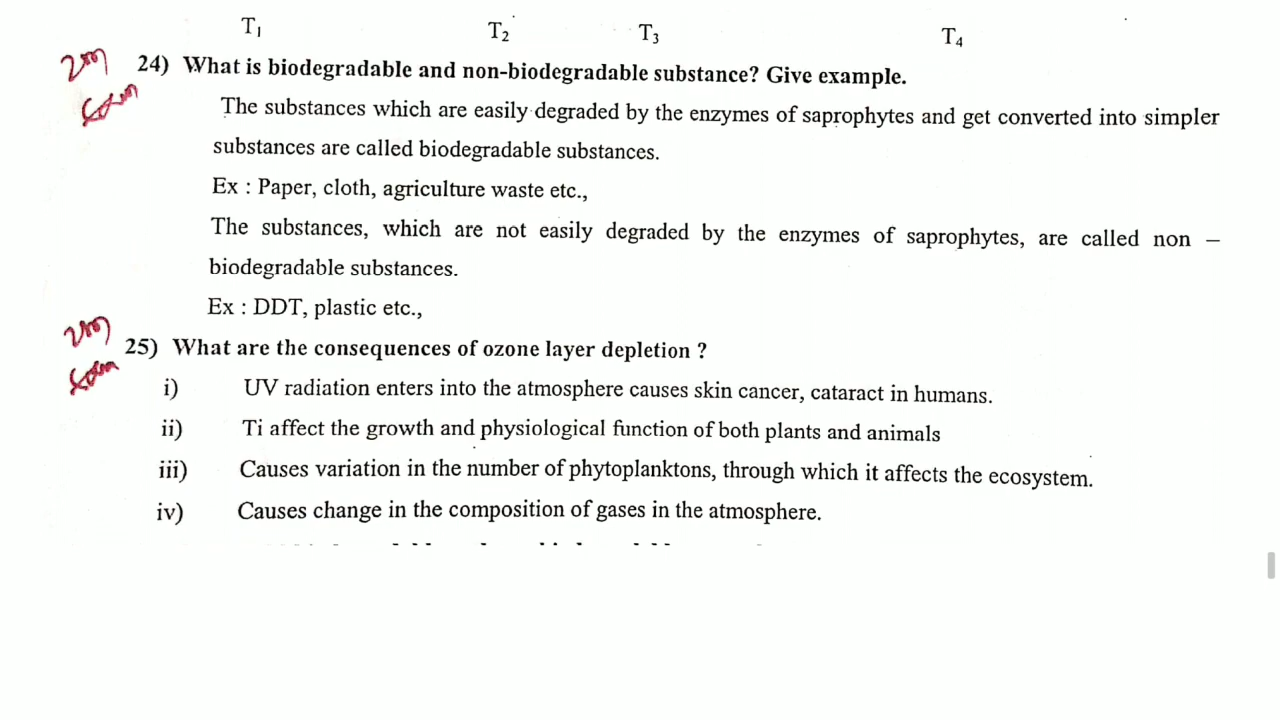 T₁ T₂ T₃ T₄
2m 24) What is biodegradable and non-biodegradable substance? Give example.
The substances which are easily degraded by the enzymes of saprophytes and get converted into simpler
substances are called biodegradable substances.
Ex : Paper, cloth, agriculture waste etc.,
The substances, which are not easily degraded by the enzymes of saprophytes, are called non –
biodegradable substances.
Ex : DDT, plastic etc.,
2m
25) What are the consequences of ozone layer depletion ?
i) UV radiation enters into the atmosphere causes skin cancer, cataract in humans.
ii) Ti affect the growth and physiological function of both plants and animals
iii) Causes variation in the number of phytoplanktons, through which it affects the ecosystem.
iv) Causes change in the composition of gases in the atmosphere.